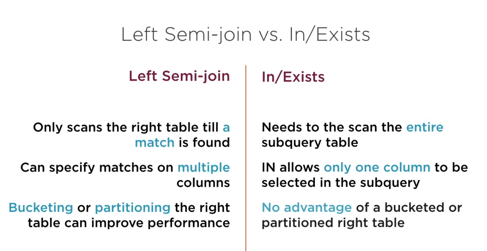 Left Semi-join vs. In/Exists
Left Semi-join
Only scans the right table till a
match is found
Can specify matches on multiple
columns
Bucketing or partitioning the right
table can improve performance
In/Exists
Needs to the scan the entire
subquery table
IN allows only one column to be
selected in the subquery
No advantage of a bucketed or
partitioned right table